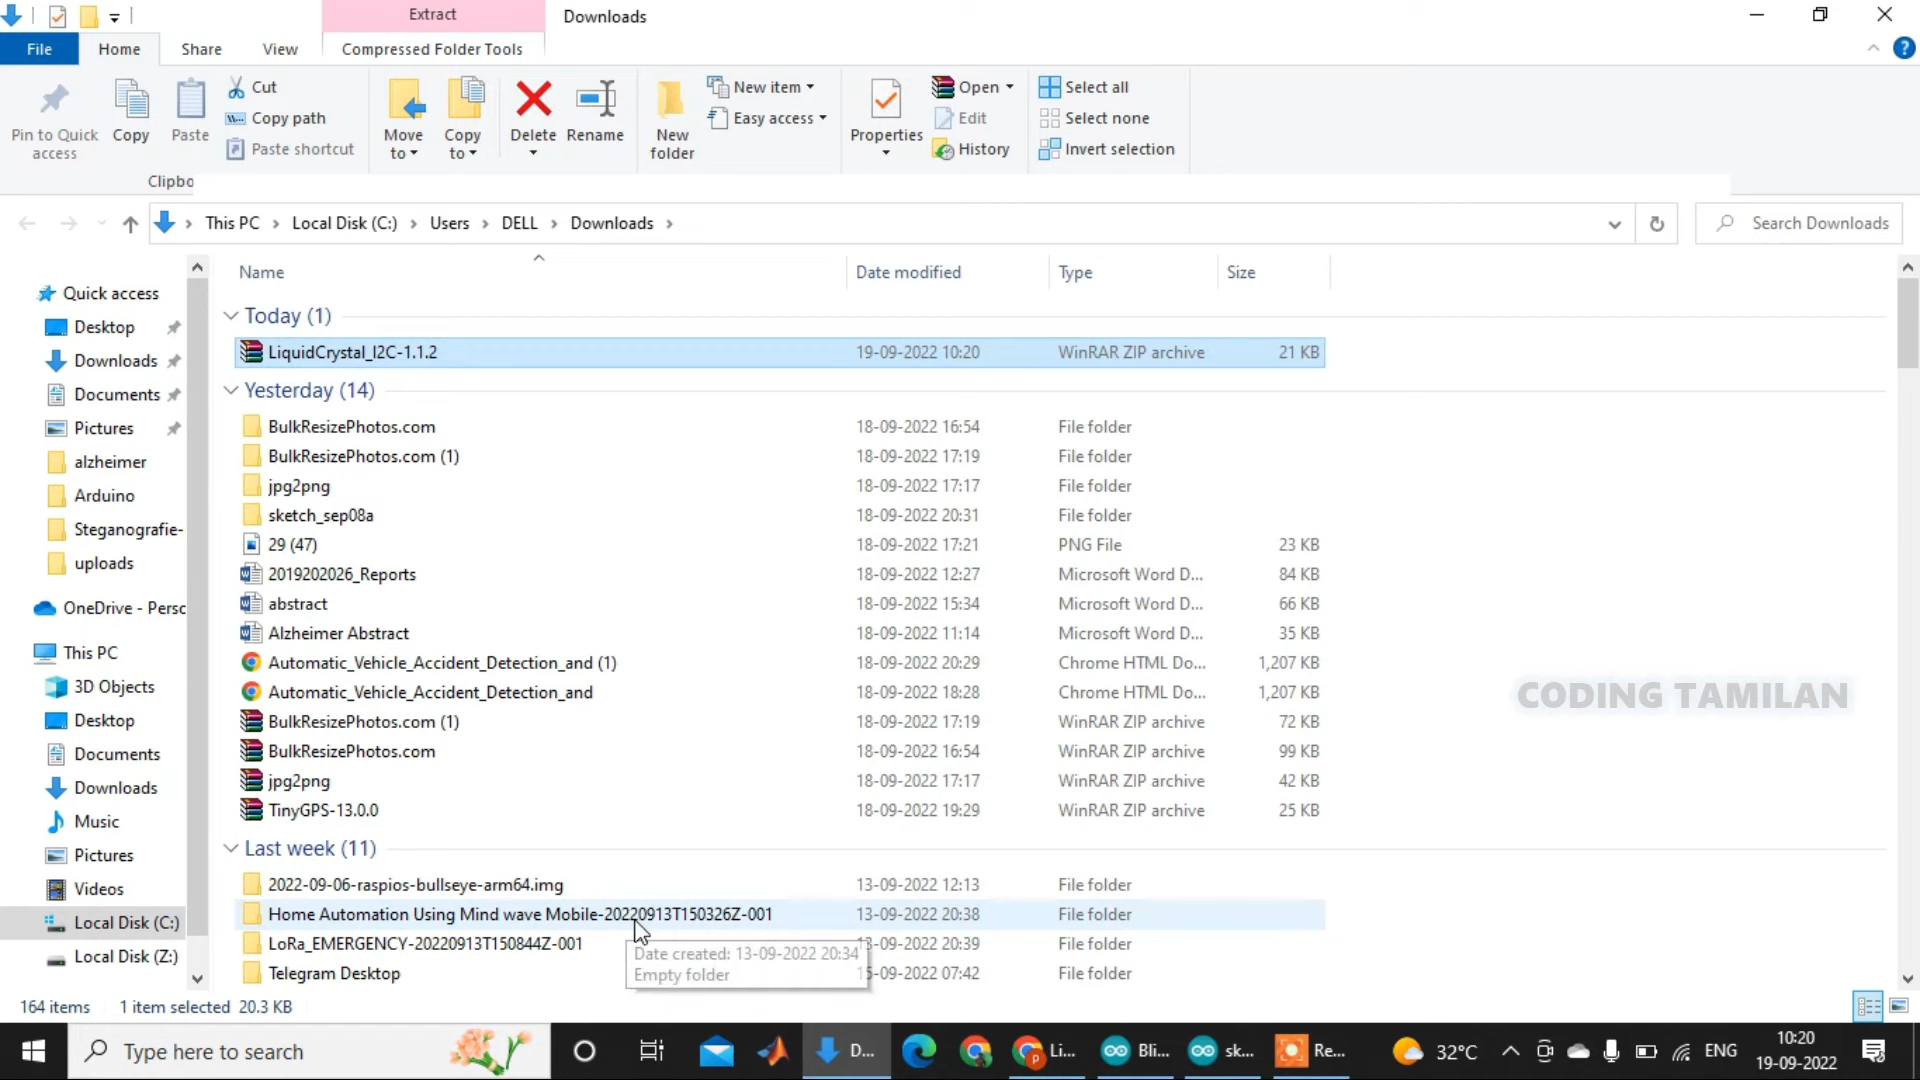 Extract
Downloads
File
Home
Share
View
Compressed Folder Tools
Pin to Quick access
Copy
Paste
Cut
Copy path
Paste shortcut
Move to
Copy to
Delete
Rename
New folder
New item
Easy access
Properties
Open
Edit
History
Select all
Select none
Invert selection
Clipbo
This PC > Local Disk (C:) > Users > DELL > Downloads >
Search Downloads
Name Date modified Type Size
Quick access
Desktop
Downloads
Documents
Pictures
alzheimer
Arduino
Steganografie-
uploads
OneDrive - Persc
This PC
3D Objects
Desktop
Documents
Downloads
Music
Pictures
Videos
Local Disk (C:)
Local Disk (Z:)
Today (1)
LiquidCrystal_I2C-1.1.2 19-09-2022 10:20 WinRAR ZIP archive 21 KB
Yesterday (14)
BulkResizePhotos.com 18-09-2022 16:54 File folder
BulkResizePhotos.com (1) 18-09-2022 17:19 File folder
jpg2png 18-09-2022 17:17 File folder
sketch_sep08a 18-09-2022 20:31 File folder
29 (47) 18-09-2022 17:21 PNG File 23 KB
2019202026_Reports 18-09-2022 12:27 Microsoft Word D... 84 KB
abstract 18-09-2022 15:34 Microsoft Word D... 66 KB
Alzheimer Abstract 18-09-2022 11:14 Microsoft Word D... 35 KB
Automatic_Vehicle_Accident_Detection_and (1) 18-09-2022 20:29 Chrome HTML Do... 1,207 KB
Automatic_Vehicle_Accident_Detection_and 18-09-2022 18:28 Chrome HTML Do... 1,207 KB
BulkResizePhotos.com (1) 18-09-2022 17:19 WinRAR ZIP archive 72 KB
BulkResizePhotos.com 18-09-2022 16:54 WinRAR ZIP archive 99 KB
jpg2png 18-09-2022 17:17 WinRAR ZIP archive 42 KB
TinyGPS-13.0.0 18-09-2022 19:29 WinRAR ZIP archive 25 KB
Last week (11)
2022-09-06-raspios-bullseye-arm64.img 13-09-2022 12:13 File folder
Home Automation Using Mind wave Mobile-20220913T150326Z-001 13-09-2022 20:38 File folder
LoRa_EMERGENCY-20220913T150844Z-001 3-09-2022 20:39 File folder
Telegram Desktop 5-09-2022 07:42 File folder
Date created: 13-09-2022 20:34
Empty folder
CODING TAMILAN
164 items 1 item selected 20.3 KB
Type here to search
D...
Li...
Bli...
sk...
Re...
32°C
ENG
10:20
19-09-2022